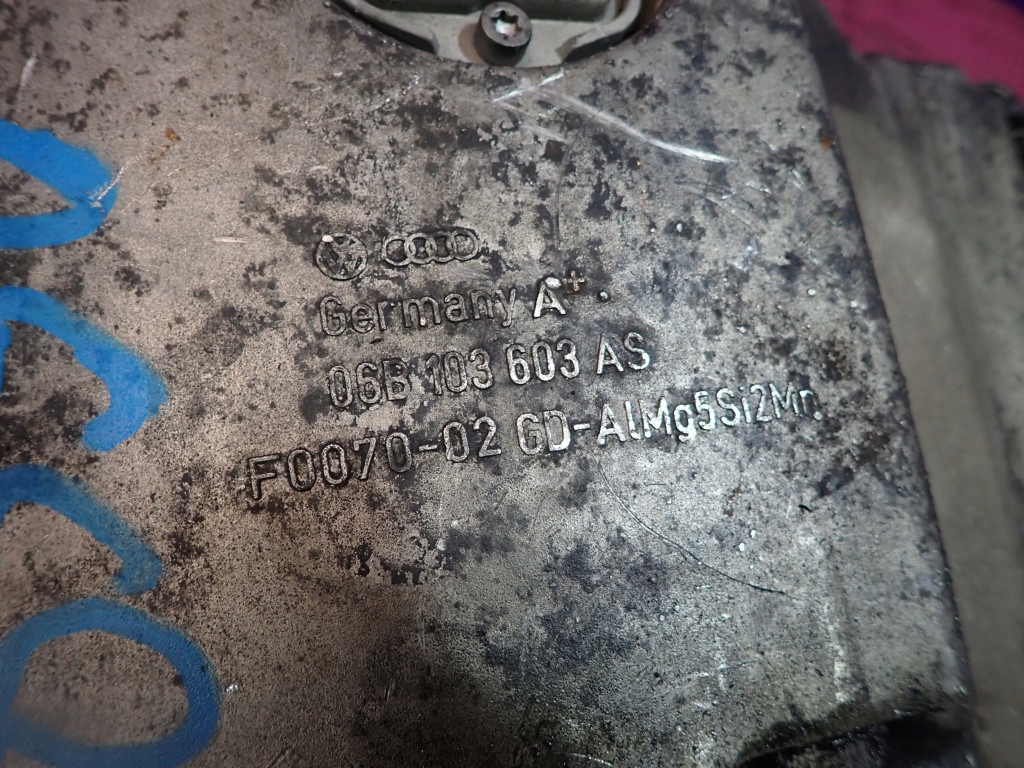 Germany A+
06B 103 603 AS
F0070-02 GD-AlMg5Si2Mn